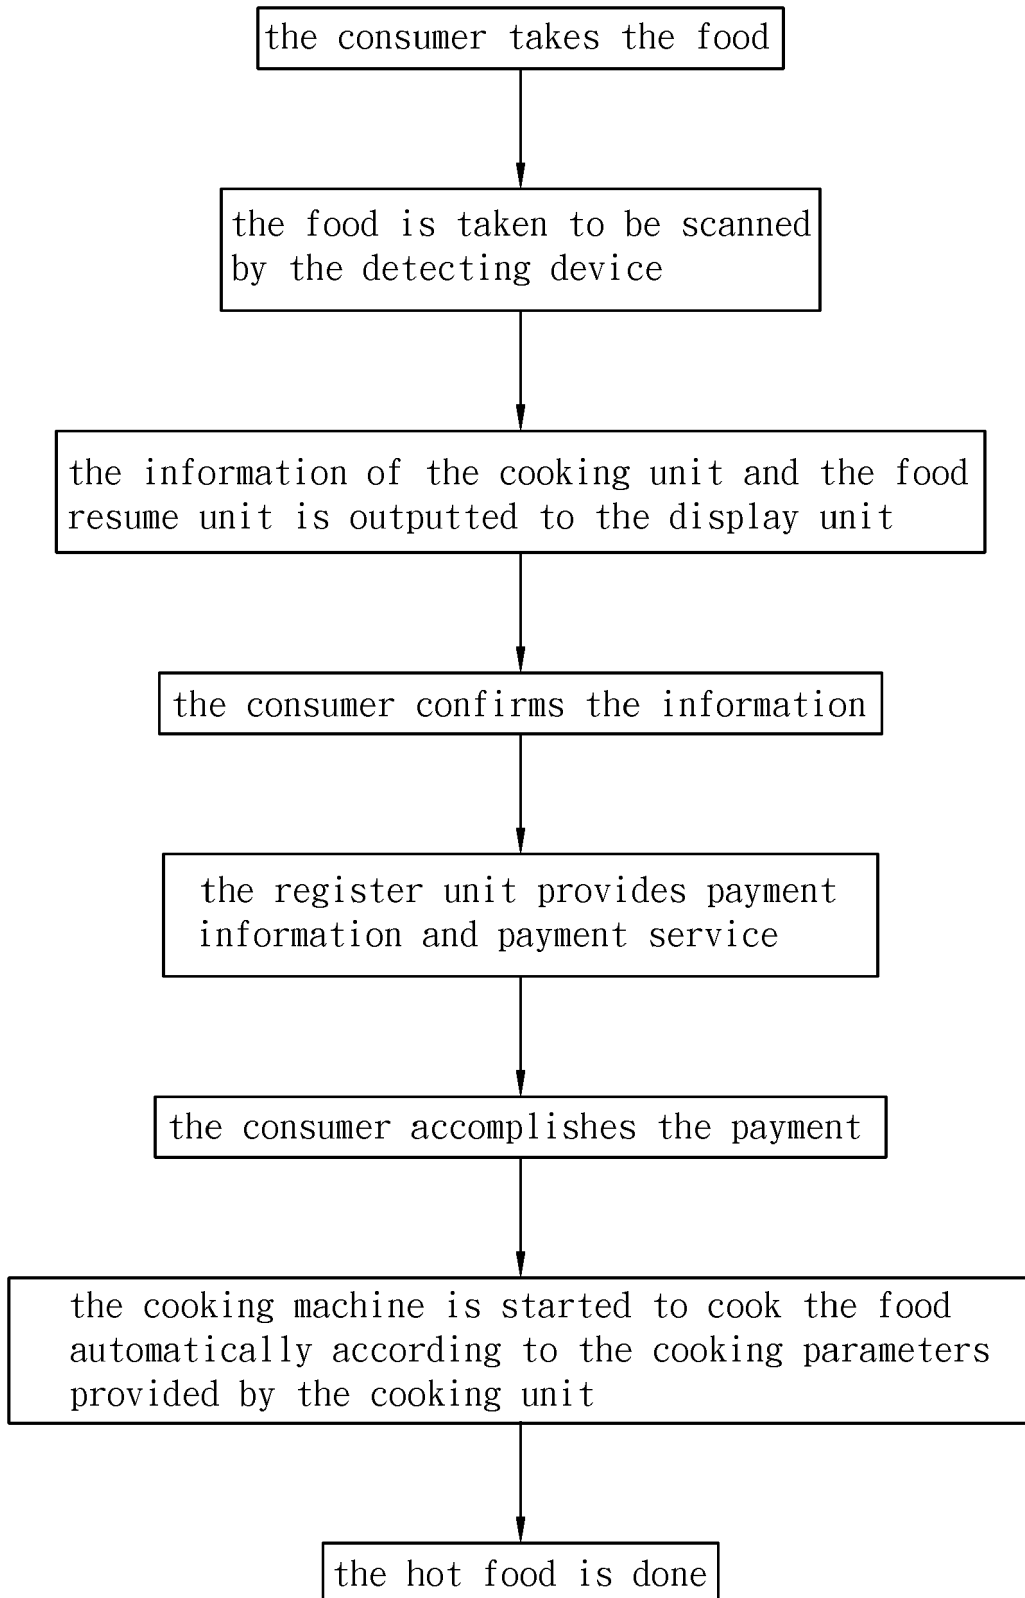 the consumer takes the food
the food is taken to be scanned
by the detecting device
the information of the cooking unit and the food
resume unit is outputted to the display unit
the consumer confirms the information
the register unit provides payment
information and payment service
the consumer accomplishes the payment
the cooking machine is started to cook the food
automatically according to the cooking parameters
provided by the cooking unit
the hot food is done